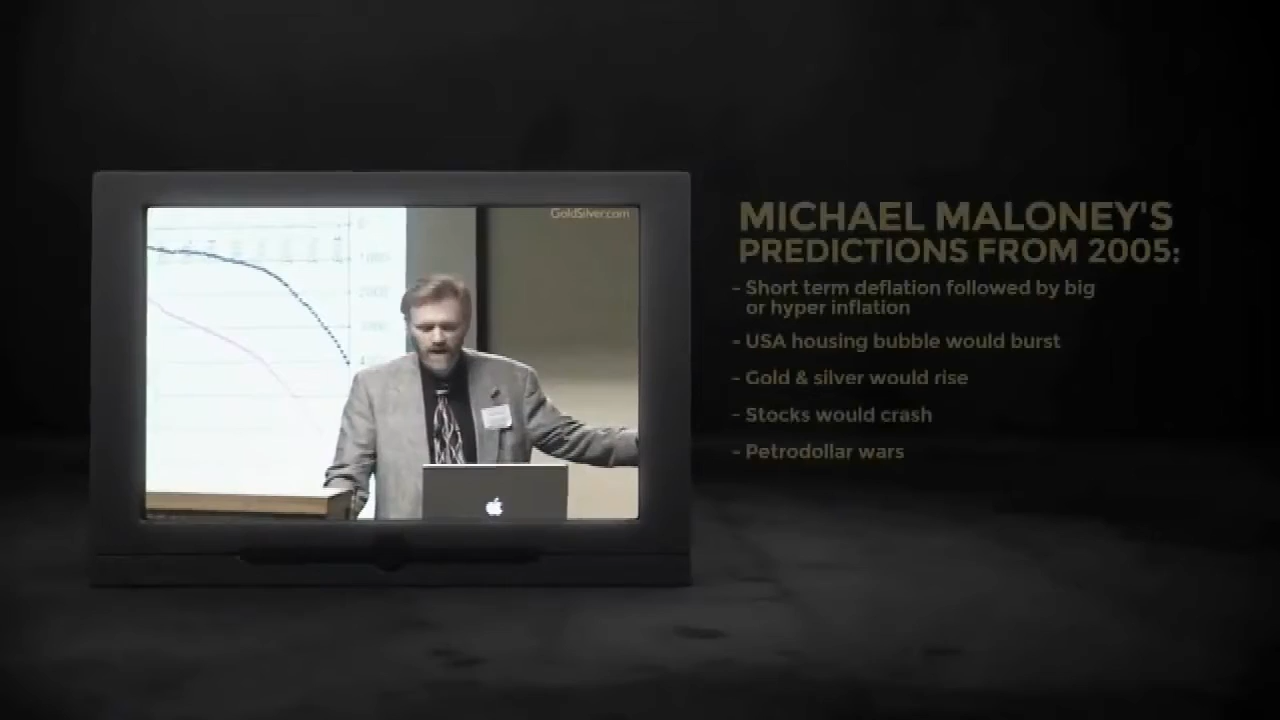 GoldSilver.com
MICHAEL MALONEY'S
PREDICTIONS FROM 2005:
- Short term deflation followed by big
or hyper inflation
- USA housing bubble would burst
- Gold & silver would rise
- Stocks would crash
- Petrodollar wars